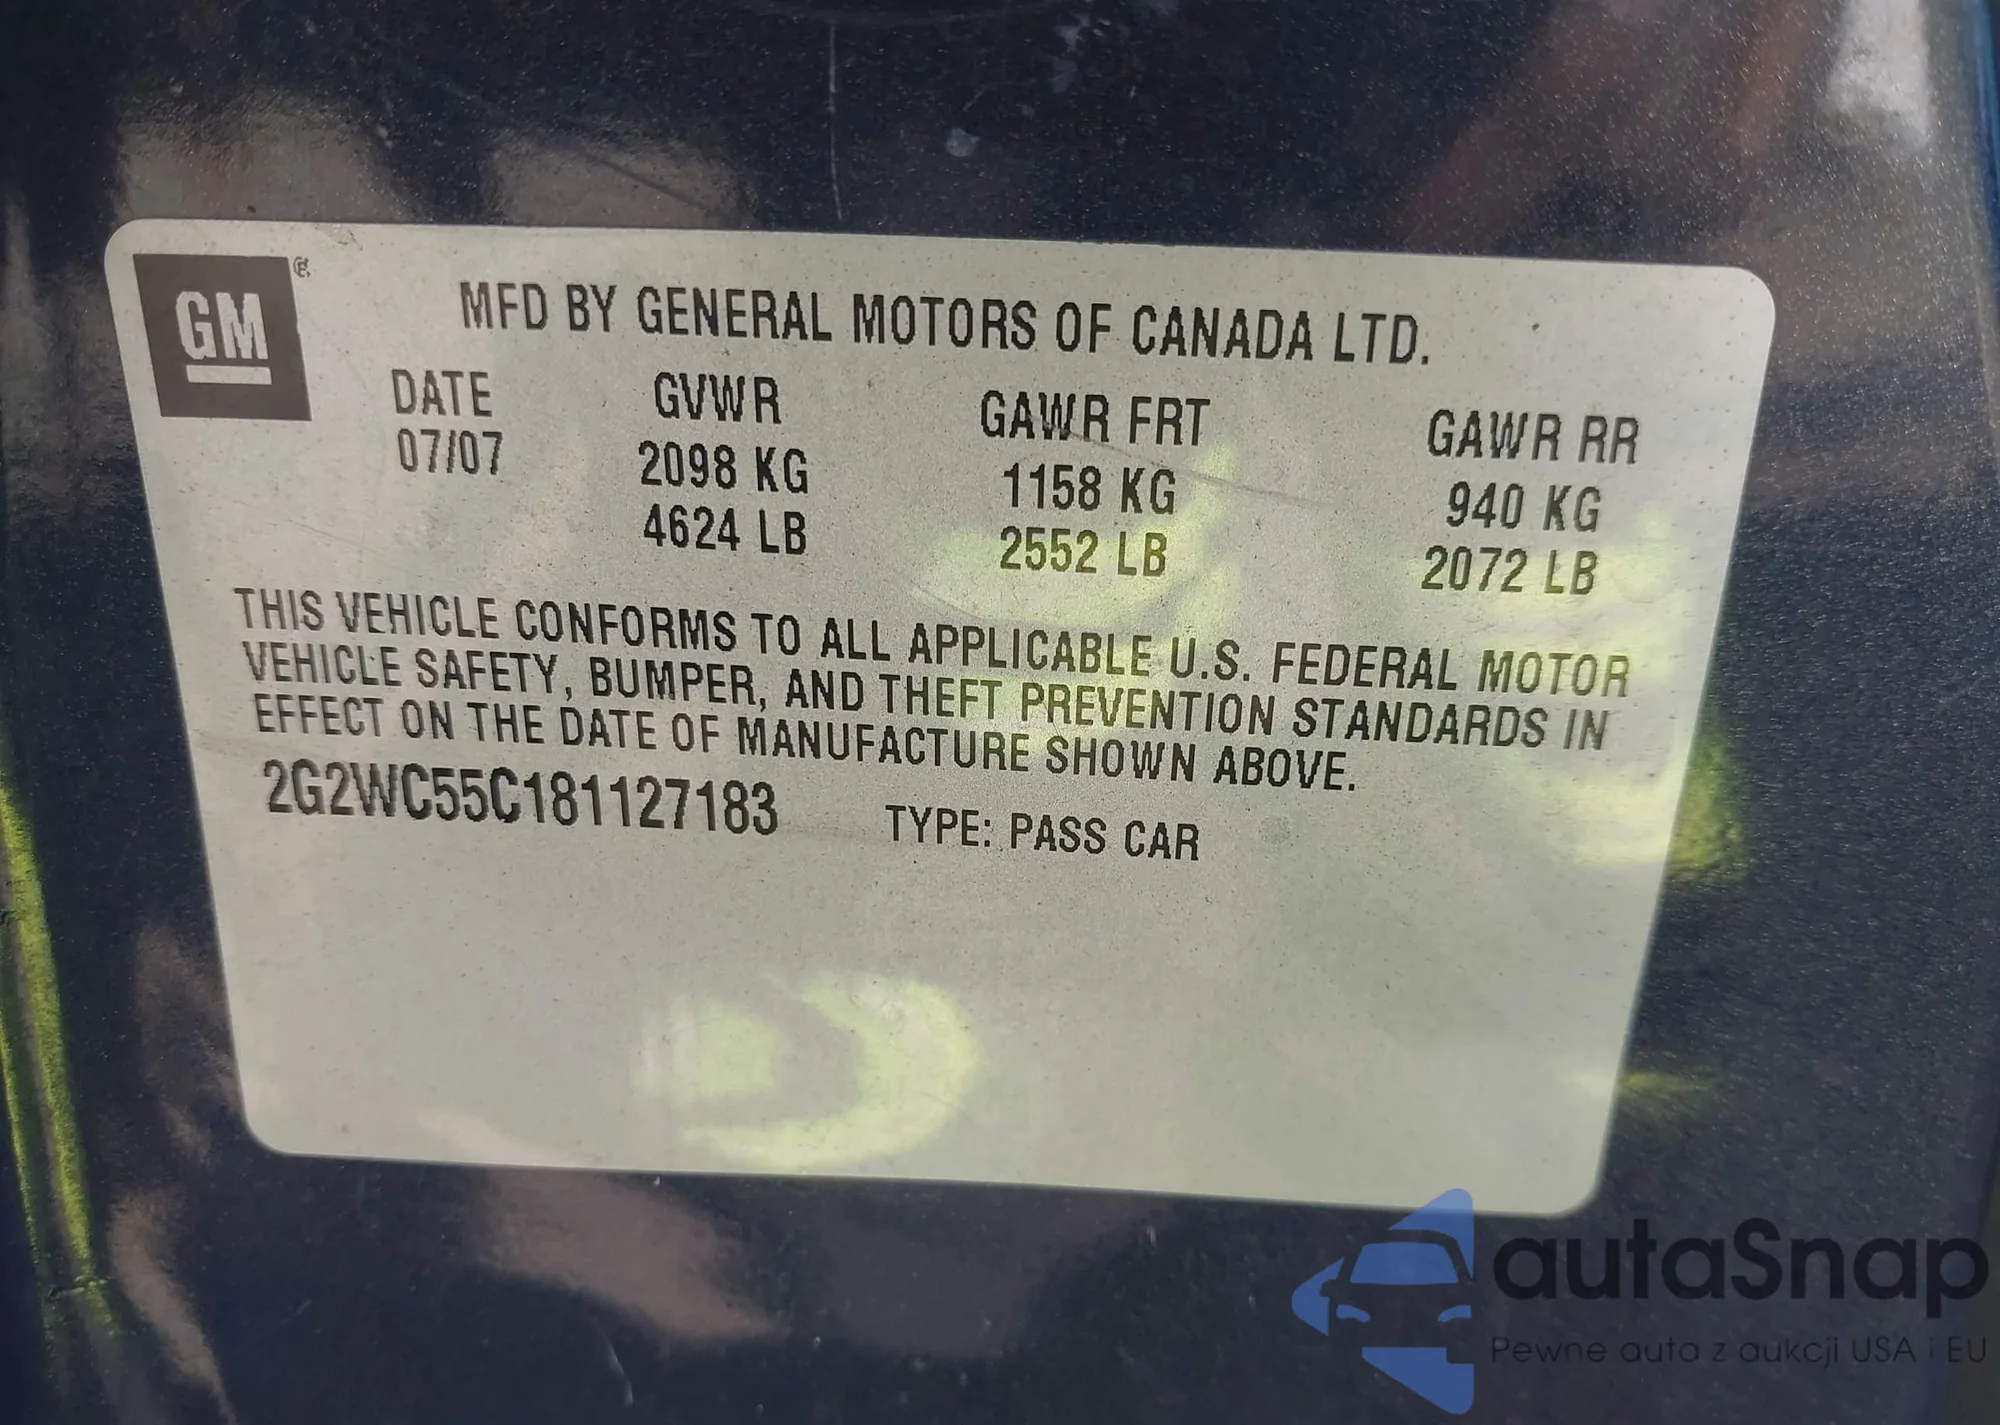 GM
MFD BY GENERAL MOTORS OF CANADA LTD.
DATE GVWR GAWR FRT GAWR RR
07/07 2098 KG 1158 KG 940 KG
4624 LB 2552 LB 2072 LB
THIS VEHICLE CONFORMS TO ALL APPLICABLE U.S. FEDERAL MOTOR
VEHICLE SAFETY, BUMPER, AND THEFT PREVENTION STANDARDS IN
EFFECT ON THE DATE OF MANUFACTURE SHOWN ABOVE.
2G2WC55C181127183 TYPE: PASS CAR
autaSnap
Pewne auta z aukcji USA i EU